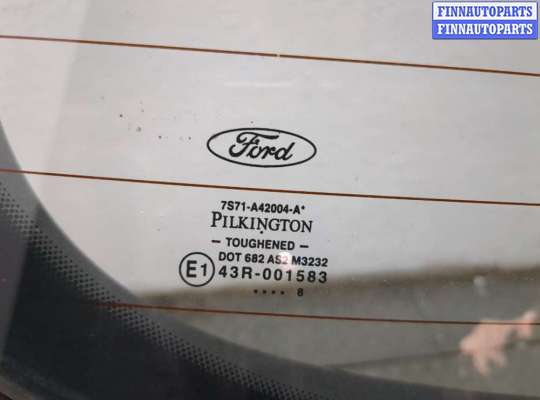 FINNAUTOPARTS
FINNAUTOPARTS
Ford
7S71-A42004-A*
PILKINGTON
— TOUGHENED —
DOT 682 AS2 M3232
E1 43R-001583
•••• 8